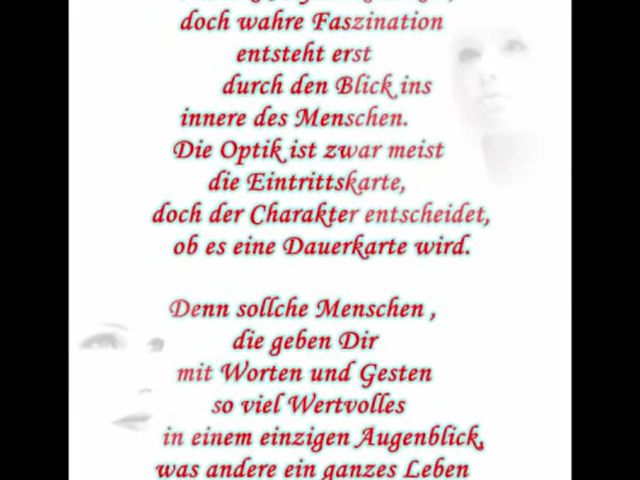 doch wahre Faszination
entsteht erst
durch den Blick ins
innere des Menschen.
Die Optik ist zwar meist
die Eintrittskarte,
doch der Charakter entscheidet,
ob es eine Dauerkarte wird.
Denn sollche Menschen ,
die geben Dir
mit Worten und Gesten
so viel Wertvolles
in einem einzigen Augenblick,
was andere ein ganzes Leben